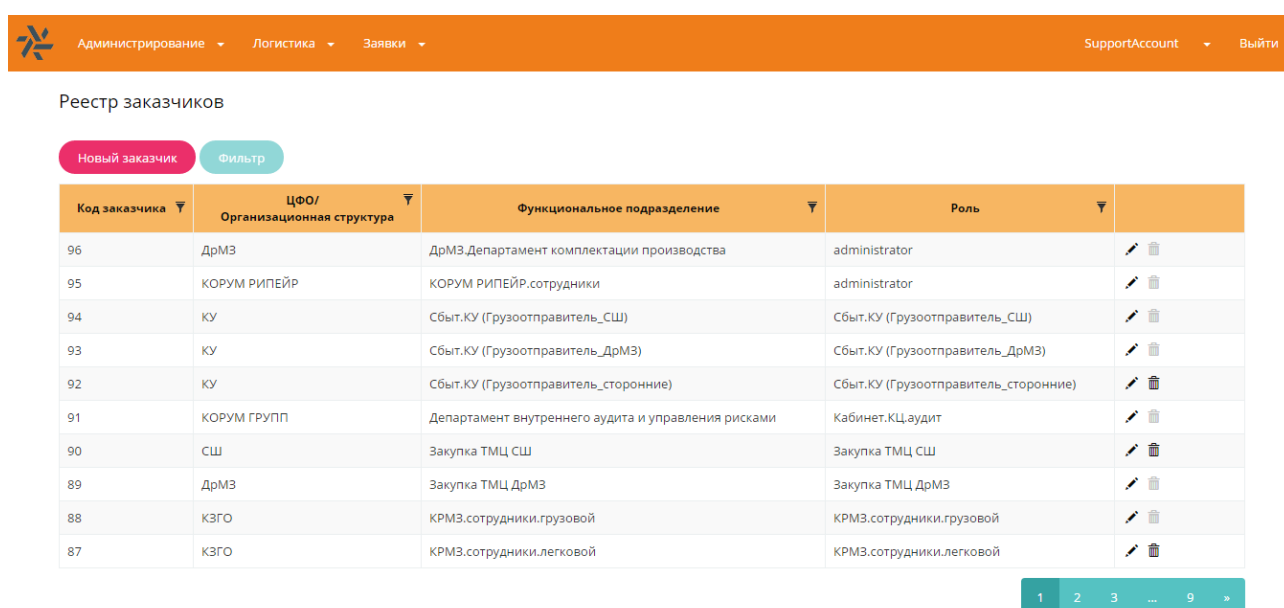 Администрирование Логистика Заявки SupportAccount Выйти
Реестр заказчиков
Новый заказчик Фильтр
Код заказчика ЦФО/ Функциональное подразделение Роль
Организационная структура
96 ДрМЗ ДрМЗ.Департамент комплектации производства administrator
95 КОРУМ РИПЕЙР КОРУМ РИПЕЙР.сотрудники administrator
94 КУ Сбыт.КУ (Грузоотправитель_СШ) Сбыт.КУ (Грузоотправитель_СШ)
93 КУ Сбыт.КУ (Грузоотправитель_ДрМЗ) Сбыт.КУ (Грузоотправитель_ДрМЗ)
92 КУ Сбыт.КУ (Грузоотправитель_сторонние) Сбыт.КУ (Грузоотправитель_сторонние)
91 КОРУМ ГРУПП Департамент внутреннего аудита и управления рисками Кабинет.КЦ.аудит
90 СШ Закупка ТМЦ СШ Закупка ТМЦ СШ
89 ДрМЗ Закупка ТМЦ ДрМЗ Закупка ТМЦ ДрМЗ
88 КЗГО КРМЗ.сотрудники.грузовой КРМЗ.сотрудники.грузовой
87 КЗГО КРМЗ.сотрудники.легковой КРМЗ.сотрудники.легковой
1 2 3 ... 9 »